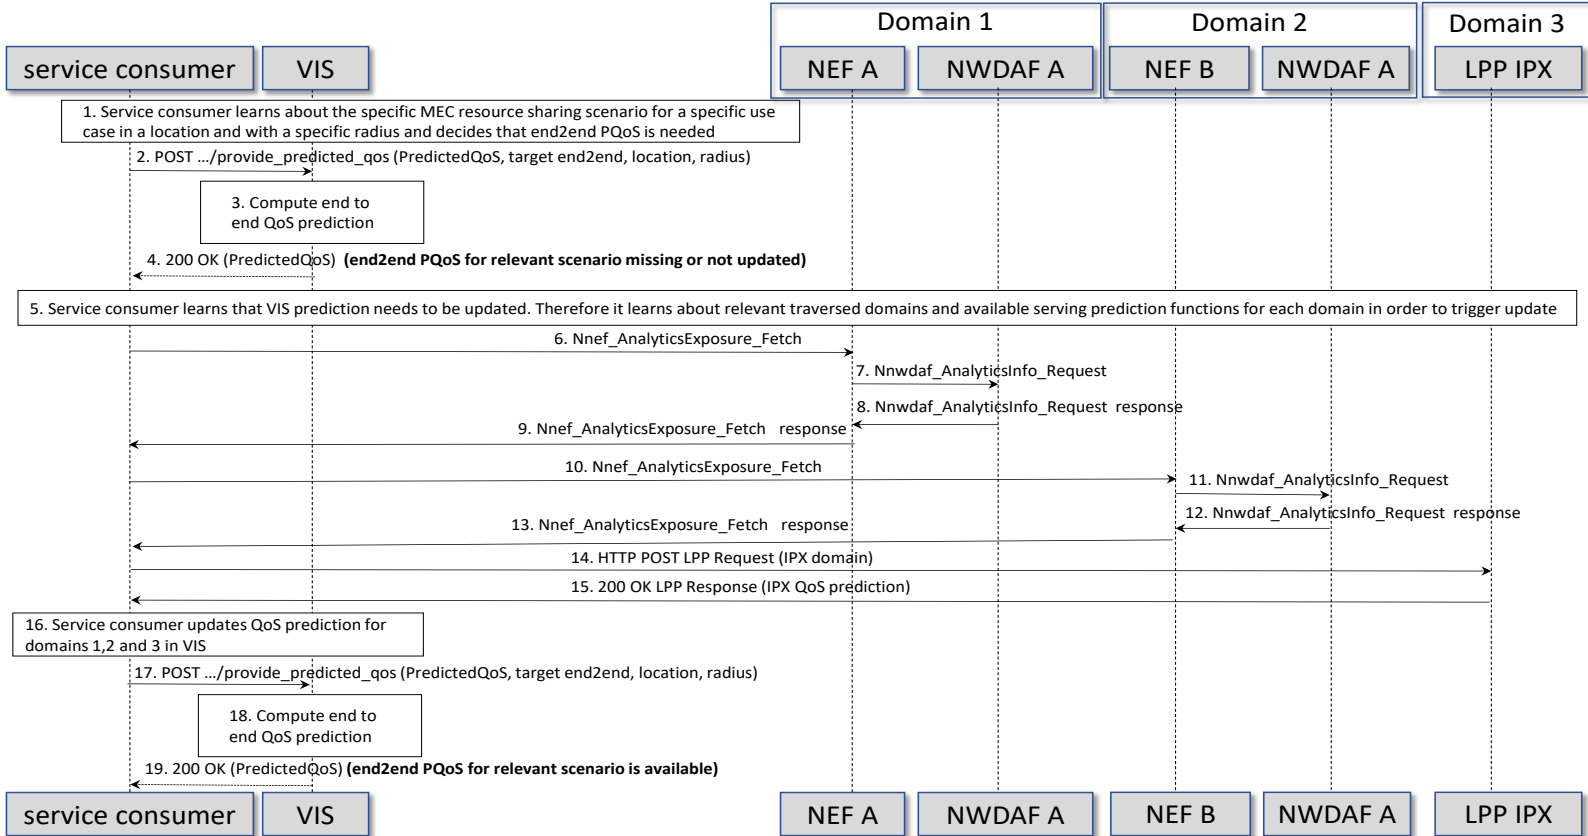 Domain 1
Domain 2
Domain 3
service consumer
VIS
NEF A
NWDAF A
NEF B
NWDAF A
LPP IPX
1. Service consumer learns about the specific MEC resource sharing scenario for a specific use
case in a location and with a specific radius and decides that end2end PQoS is needed
2. POST .../provide_predicted_qos (PredictedQoS, target end2end, location, radius)
3. Compute end to
end QoS prediction
4. 200 OK (PredictedQoS) (end2end PQoS for relevant scenario missing or not updated)
5. Service consumer learns that VIS prediction needs to be updated. Therefore it learns about relevant traversed domains and available serving prediction functions for each domain in order to trigger update
6. Nnef_AnalyticsExposure_Fetch
7. Nnwdaf_AnalyticsInfo_Request
8. Nnwdaf_AnalyticsInfo_Request response
9. Nnef_AnalyticsExposure_Fetch response
10. Nnef_AnalyticsExposure_Fetch
11. Nnwdaf_AnalyticsInfo_Request
12. Nnwdaf_AnalyticsInfo_Request response
13. Nnef_AnalyticsExposure_Fetch response
14. HTTP POST LPP Request (IPX domain)
15. 200 OK LPP Response (IPX QoS prediction)
16. Service consumer updates QoS prediction for
domains 1,2 and 3 in VIS
17. POST .../provide_predicted_qos (PredictedQoS, target end2end, location, radius)
18. Compute end to
end QoS prediction
19. 200 OK (PredictedQoS) (end2end PQoS for relevant scenario is available)
service consumer
VIS
NEF A
NWDAF A
NEF B
NWDAF A
LPP IPX